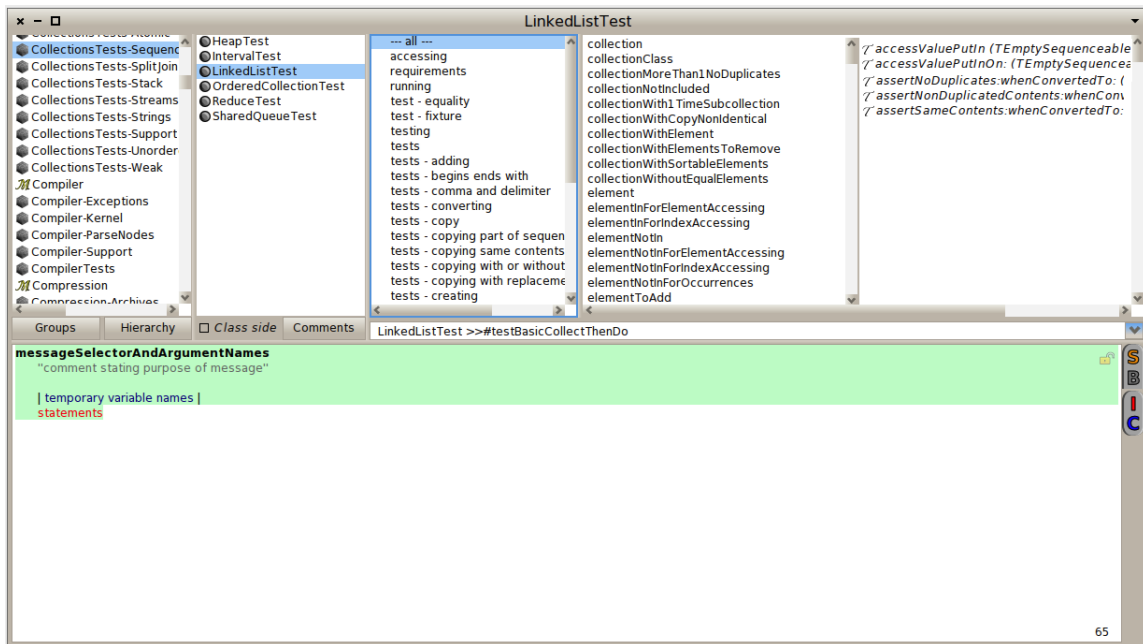 LinkedListTest
CollectionsTests-Atomic
CollectionsTests-Sequenc
CollectionsTests-SplitJoin
CollectionsTests-Stack
CollectionsTests-Streams
CollectionsTests-Strings
CollectionsTests-Support
CollectionsTests-Unorder
CollectionsTests-Weak
Compiler
Compiler-Exceptions
Compiler-Kernel
Compiler-ParseNodes
Compiler-Support
CompilerTests
Compression
Compression-Archives
HeapTest
IntervalTest
LinkedListTest
OrderedCollectionTest
ReduceTest
SharedQueueTest
--- all ---
accessing
requirements
running
test - equality
test - fixture
testing
tests
tests - adding
tests - begins ends with
tests - comma and delimiter
tests - converting
tests - copy
tests - copying part of sequen
tests - copying same contents
tests - copying with or without
tests - copying with replaceme
tests - creating
collection
collectionClass
collectionMoreThan1NoDuplicates
collectionNotIncluded
collectionWith1TimeSubcollection
collectionWithCopyNonIdentical
collectionWithElement
collectionWithElementsToRemove
collectionWithSortableElements
collectionWithoutEqualElements
element
elementInForElementAccessing
elementInForIndexAccessing
elementNotIn
elementNotInForElementAccessing
elementNotInForIndexAccessing
elementNotInForOccurrences
elementToAdd
accessValuePutIn (TEmptySequenceable
accessValuePutInOn: (TEmptySequencea
assertNoDuplicates:whenConvertedTo: (
assertNonDuplicatedContents:whenConv
assertSameContents:whenConvertedTo:
Groups
Hierarchy
Class side
Comments
LinkedListTest >>#testBasicCollectThenDo
messageSelectorAndArgumentNames
"comment stating purpose of message"
| temporary variable names |
statements
S
B
I
C
65